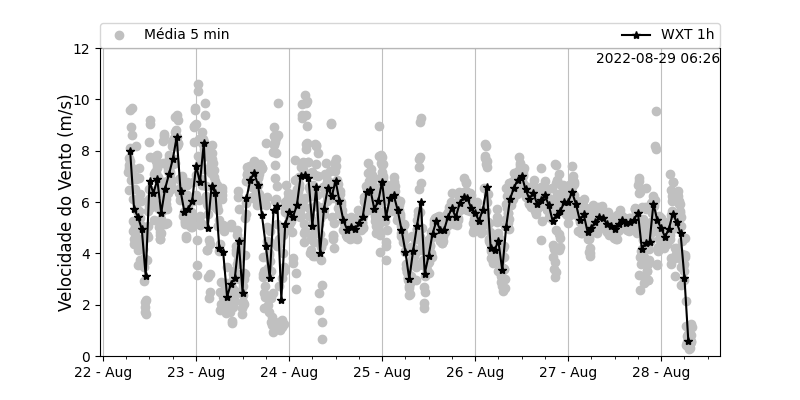 Média 5 min
WXT 1h
2022-08-29 06:26
Velocidade do Vento (m/s)
12
10
8
6
4
2
0
22 - Aug
23 - Aug
24 - Aug
25 - Aug
26 - Aug
27 - Aug
28 - Aug